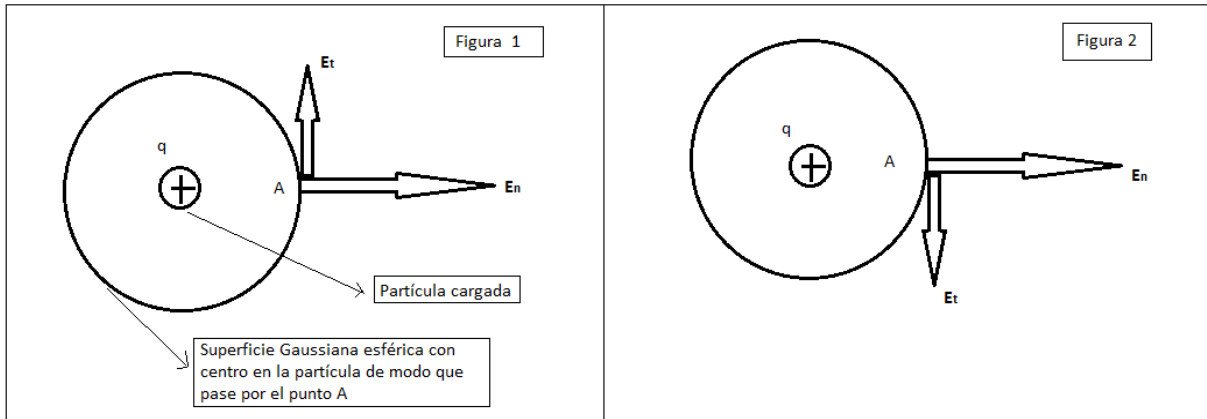 Figura 1
Et
q
A
En
Partícula cargada
Superficie Gaussiana esférica con
centro en la partícula de modo que
pase por el punto A
Figura 2
q
A
En
Et